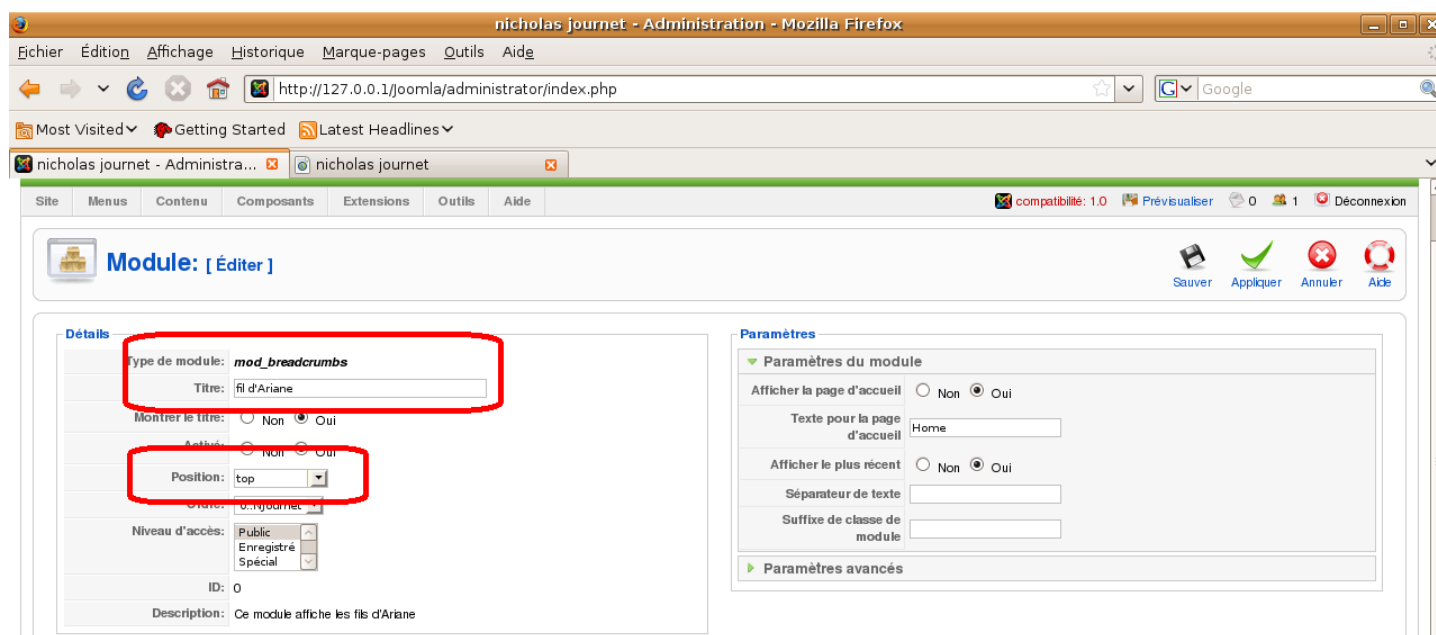 nicholas journet - Administration - Mozilla Firefox
Fichier Édition Affichage Historique Marque-pages Outils Aide
http://127.0.0.1/Joomla/administrator/index.php
Google
Most Visited Getting Started Latest Headlines
nicholas journet - Administra... nicholas journet
Site Menus Contenu Composants Extensions Outils Aide compatibilité: 1.0 Prévisualiser 0 1 Déconnexion
Module: [ Éditer ]
Sauver Appliquer Annuler Aide
Détails
Type de module: mod_breadcrumbs
Titre: fil d'Ariane
Montrer le titre: Non Oui
Activé: Non Oui
Position: top
Ordre: 0::Njournet
Niveau d'accès: Public
Enregistré
Spécial
ID: 0
Description: Ce module affiche les fils d'Ariane
Paramètres
Paramètres du module
Afficher la page d'accueil Non Oui
Texte pour la page d'accueil Home
Afficher le plus récent Non Oui
Séparateur de texte
Suffixe de classe de module
Paramètres avancés